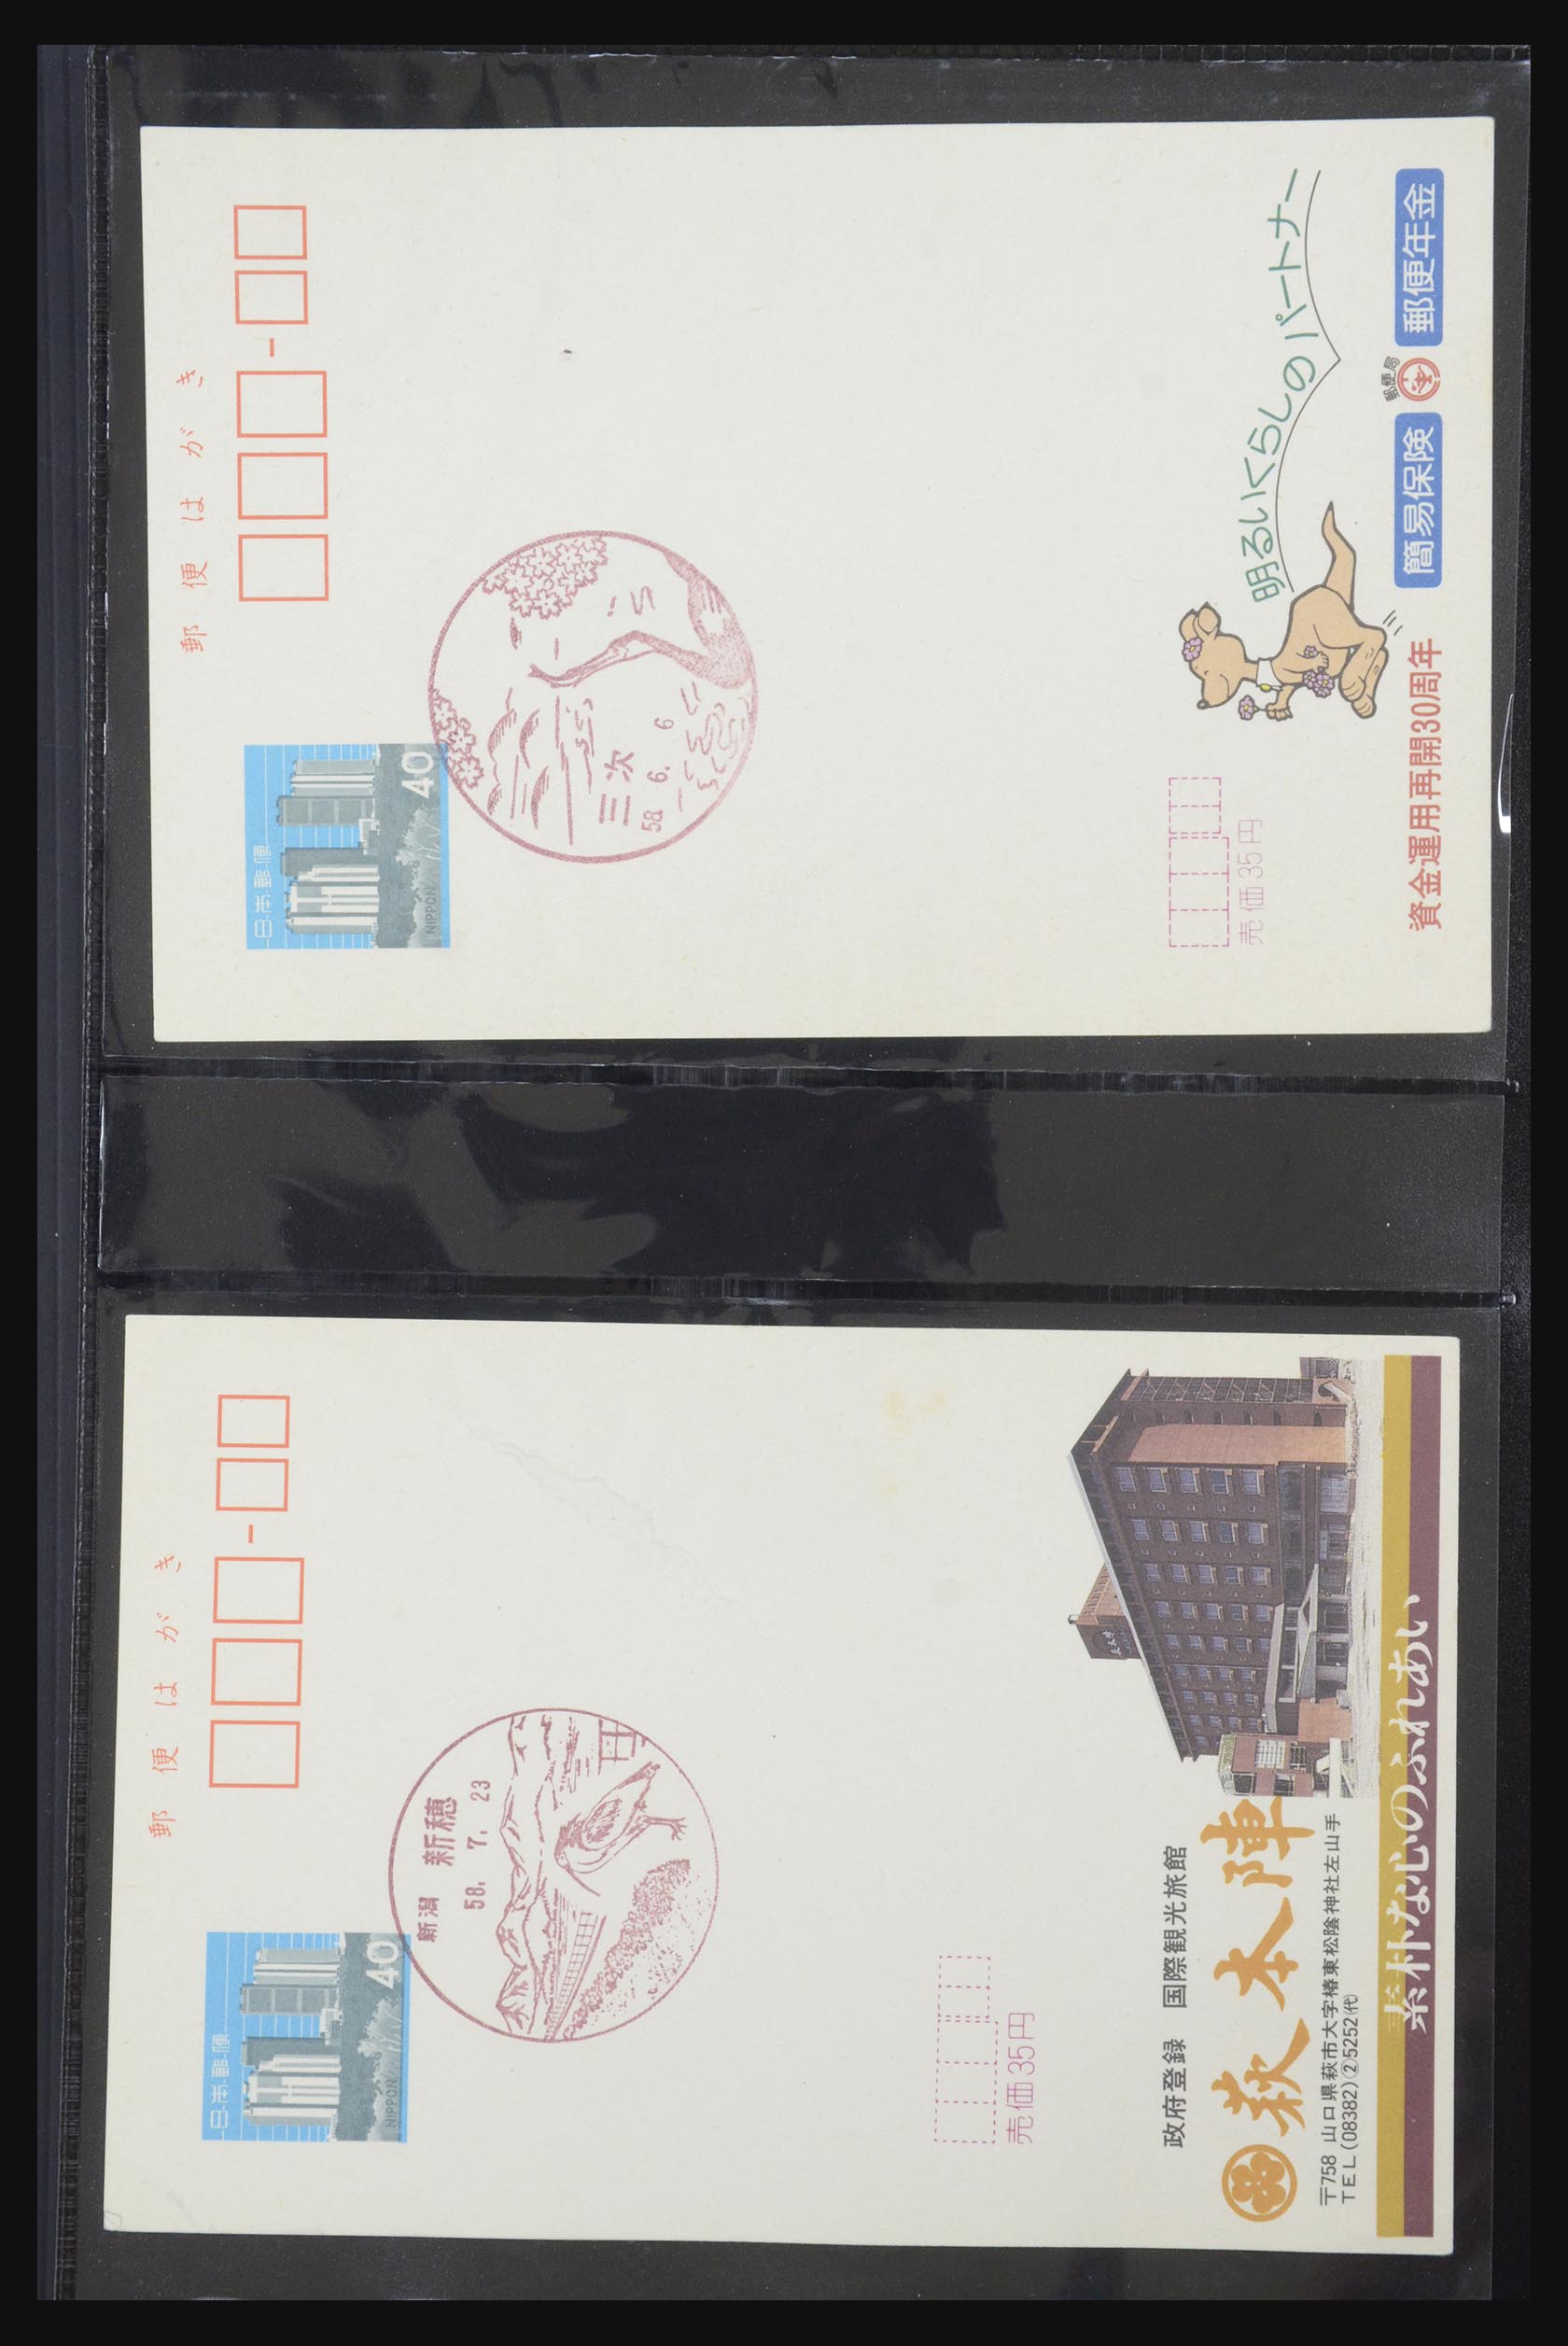 郵便はがき
日本郵便
40
NIPPON
三次
58. 6. 6
売価35円
明るいくらしのパートナー
簡易保険
郵便局
郵便年金
資金運用再開30周年
郵便はがき
日本郵便
40
NIPPON
新潟 新穂
58. 7. 23
売価35円
政府登録 国際観光旅館
萩本陣
〒758 山口県萩市大字椿東松陰神社左山手
TEL(08382)②5252㈹
素朴な心のふれあい